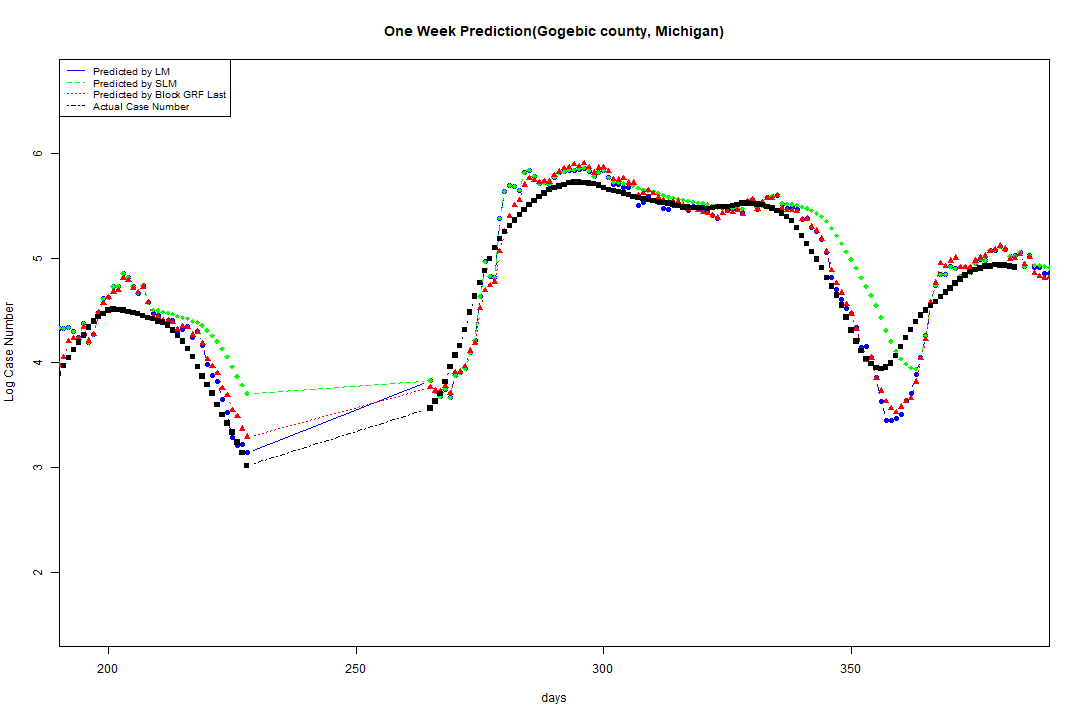 One Week Prediction(Gogebic county, Michigan)
Predicted by LM
Predicted by SLM
Predicted by Block GRF Last
Actual Case Number
6
5
4
3
2
Log Case Number
200
250
300
350
days